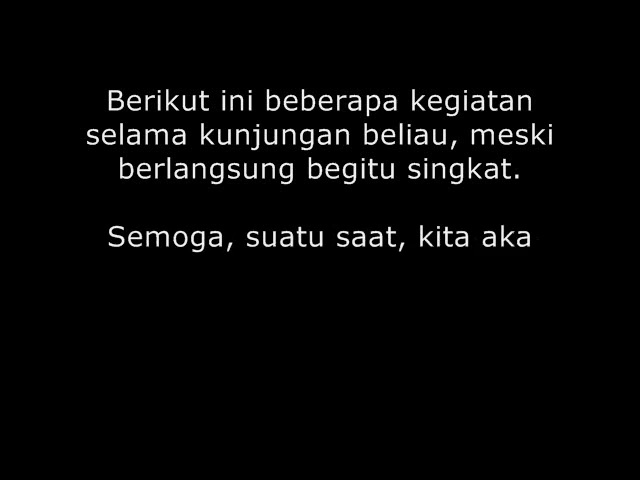 Berikut ini beberapa kegiatan
selama kunjungan beliau, meski
berlangsung begitu singkat.
Semoga, suatu saat, kita aka